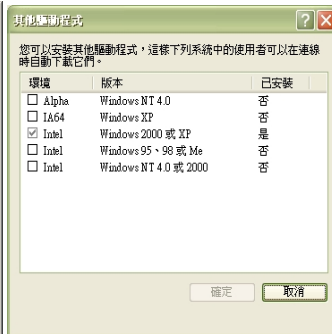 其他驅動程式
您可以安裝其他驅動程式，這樣下列系統中的使用者可以在連線
時自動下載它們。
環境 版本 已安裝
Alpha Windows NT 4.0 否
IA64 Windows XP 否
Intel Windows 2000 或 XP 是
Intel Windows 95、98 或 Me 否
Intel Windows NT 4.0 或 2000 否
確定 取消